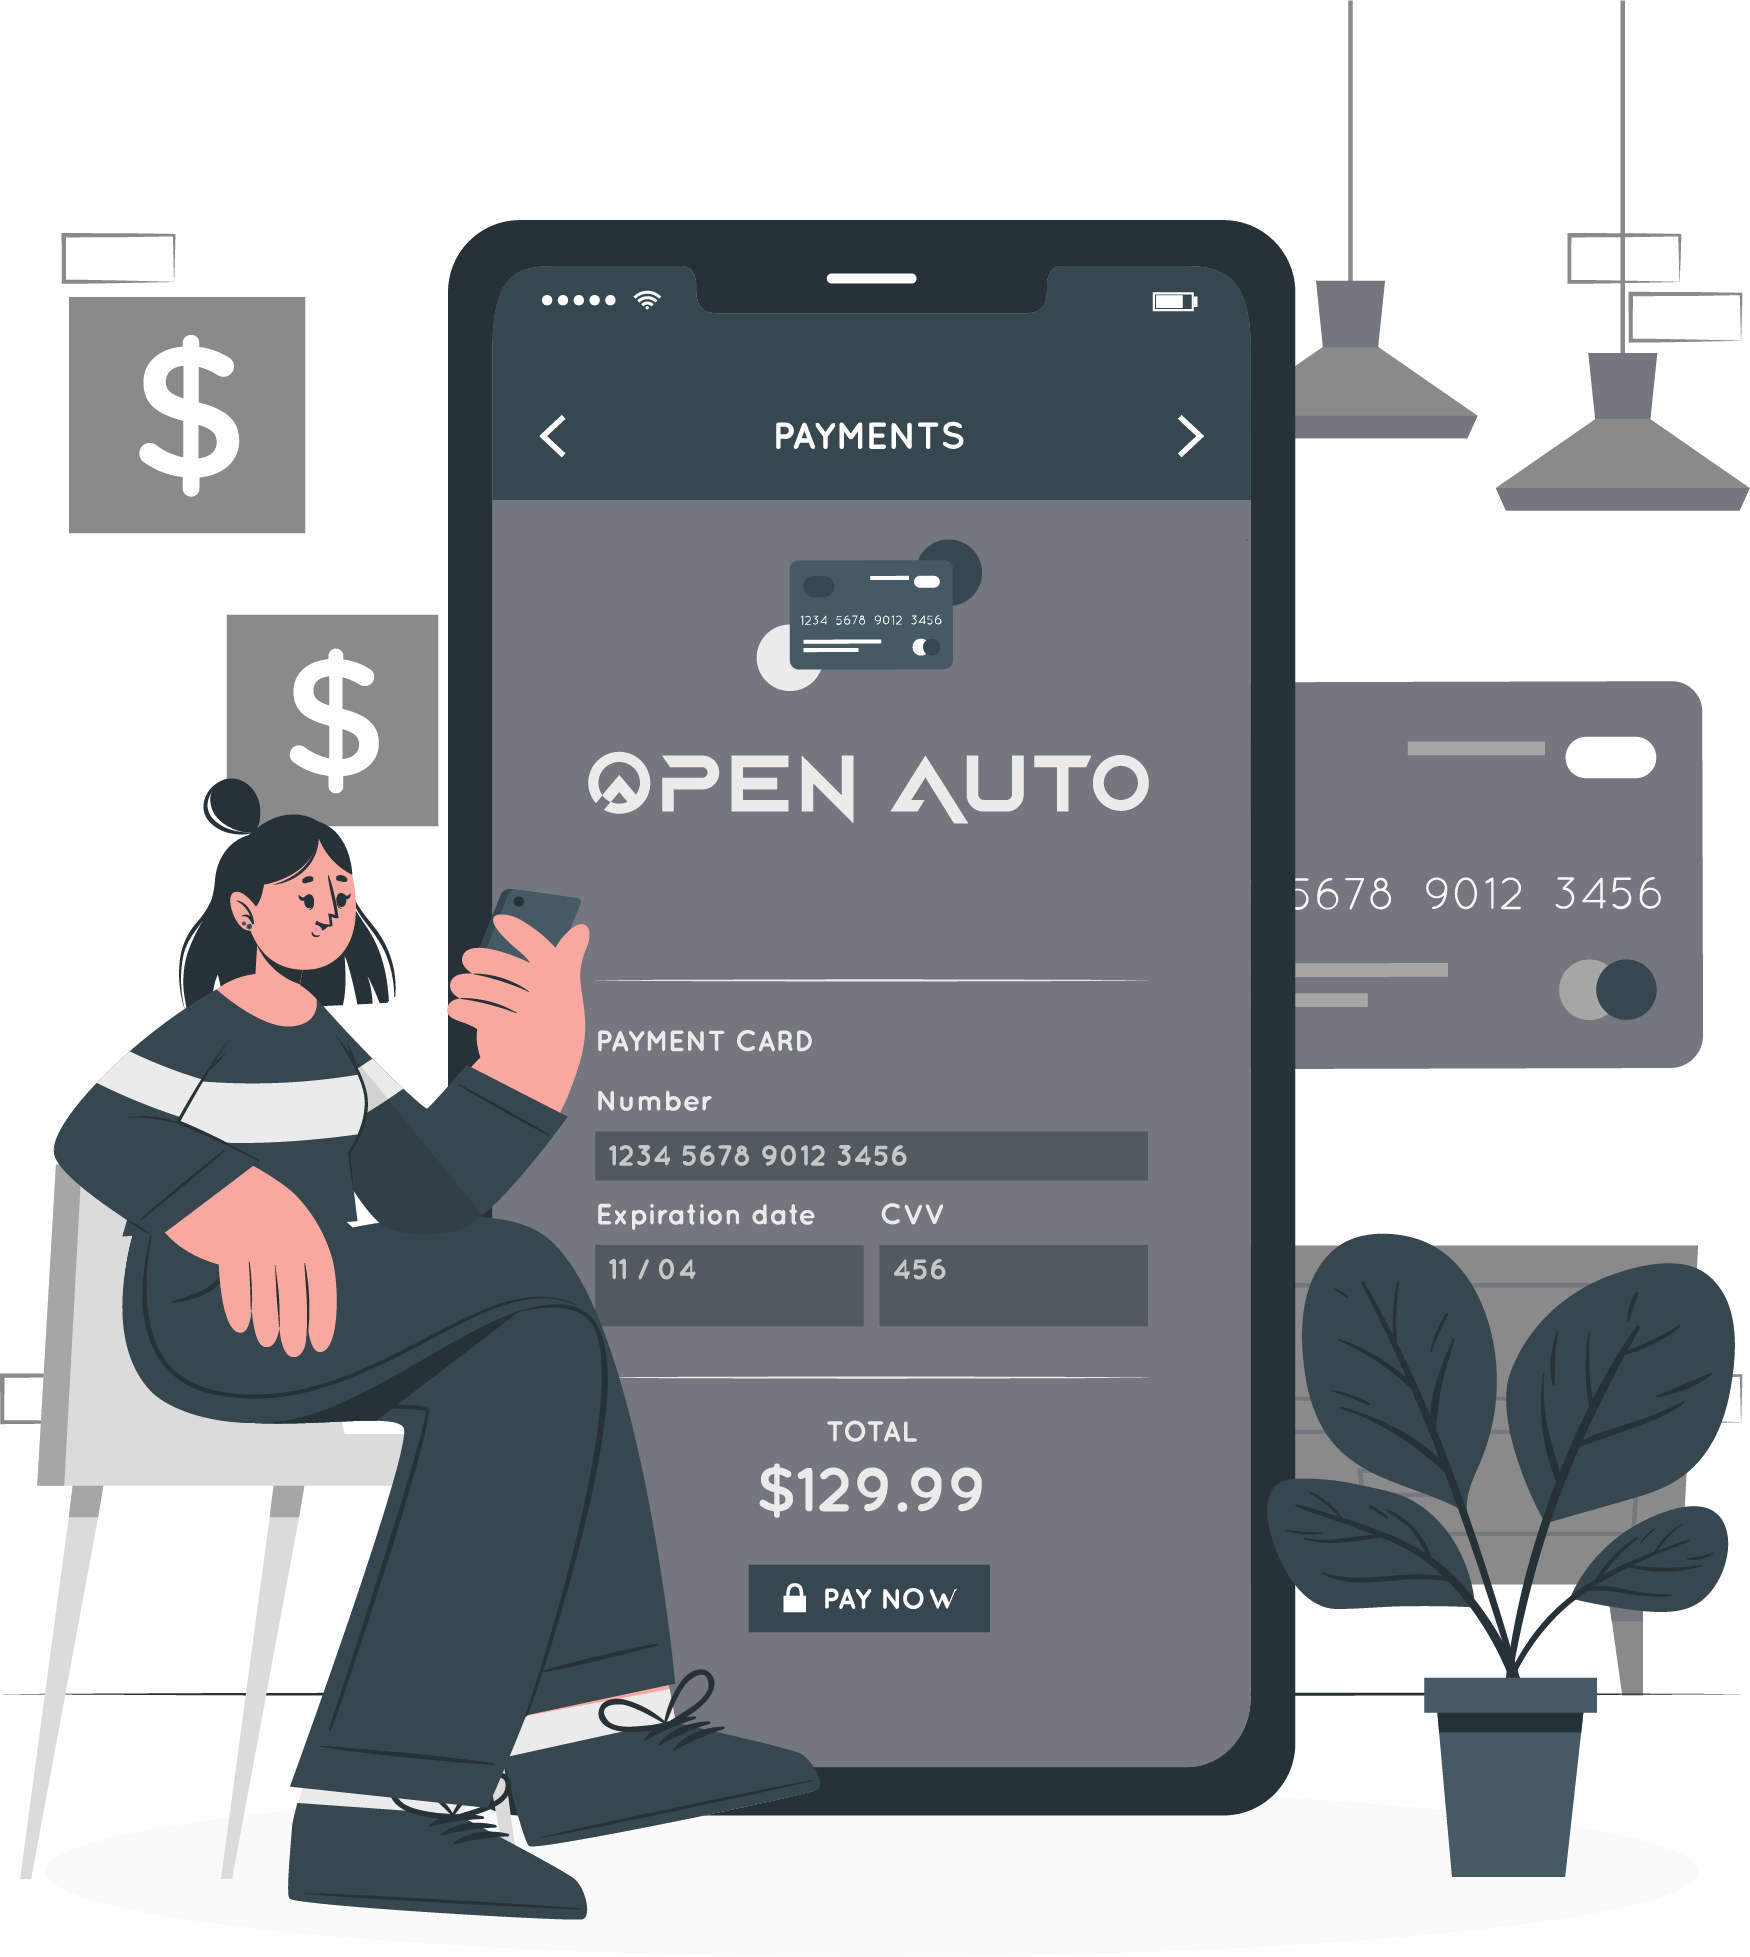 $
$
PAYMENTS
1234 5678 9012 3456
OPEN AUTO
5678 9012 3456
PAYMENT CARD
Number
1234 5678 9012 3456
Expiration date CVV
11 / 04 456
TOTAL
$129.99
PAY NOW